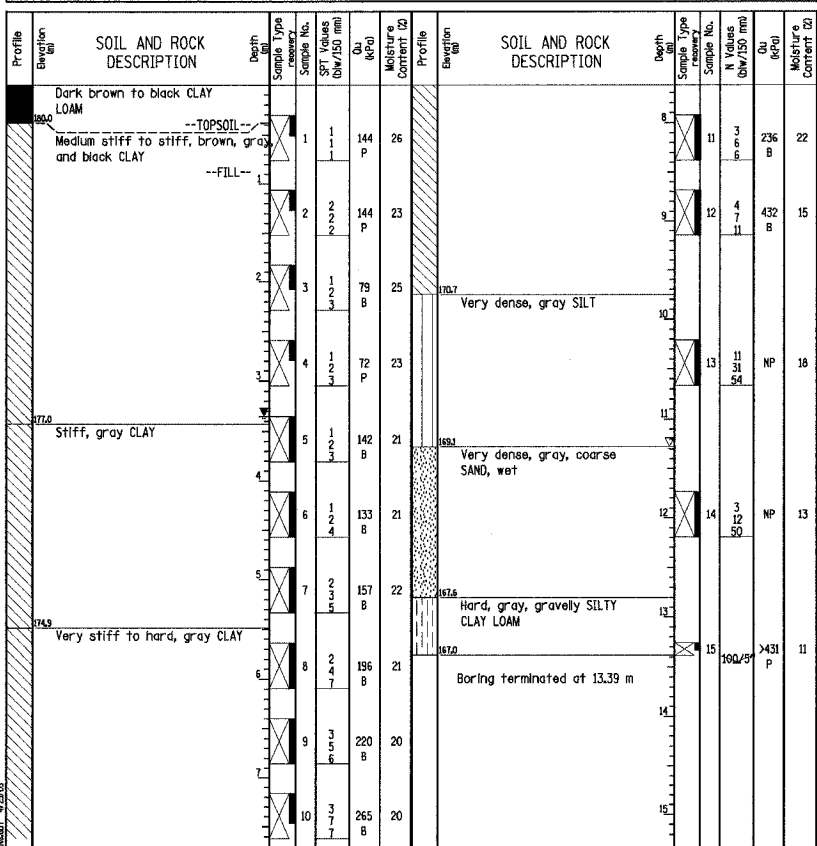 Profile
Elevation (m)
SOIL AND ROCK DESCRIPTION
Depth (m)
Sample Type recovery
Sample No.
SPT Values (blw/150 mm)
Qu (kPa)
Moisture Content (%)
Dark brown to black CLAY
LOAM
180.0
--TOPSOIL--
Medium stiff to stiff, brown, gray,
and black CLAY
--FILL--
1 1 1 1 144 P 26
1
2 2 2 2 144 P 23
2
3 1 2 3 79 B 25
4 1 2 3 72 P 23
3
177.0
Stiff, gray CLAY
5 1 2 3 142 B 21
4
6 1 2 4 133 B 21
5
7 2 3 5 157 B 22
174.9
Very stiff to hard, gray CLAY
8 2 4 7 196 B 21
6
9 3 5 6 220 B 20
7
10 3 7 7 265 B 20
Profile
Elevation (m)
SOIL AND ROCK DESCRIPTION
Depth (m)
Sample Type recovery
Sample No.
N Values (blw/150 mm)
Qu (kPa)
Moisture Content (%)
8
11 3 6 6 236 B 22
9
12 4 7 11 432 B 15
170.7
Very dense, gray SILT
10
13 11 31 54 NP 18
11
169.1
Very dense, gray, coarse
SAND, wet
12
14 3 12 50 NP 13
167.6
Hard, gray, gravelly SILTY
CLAY LOAM
13
15 100/5" >431 P 11
167.0
Boring terminated at 13.39 m
14
15